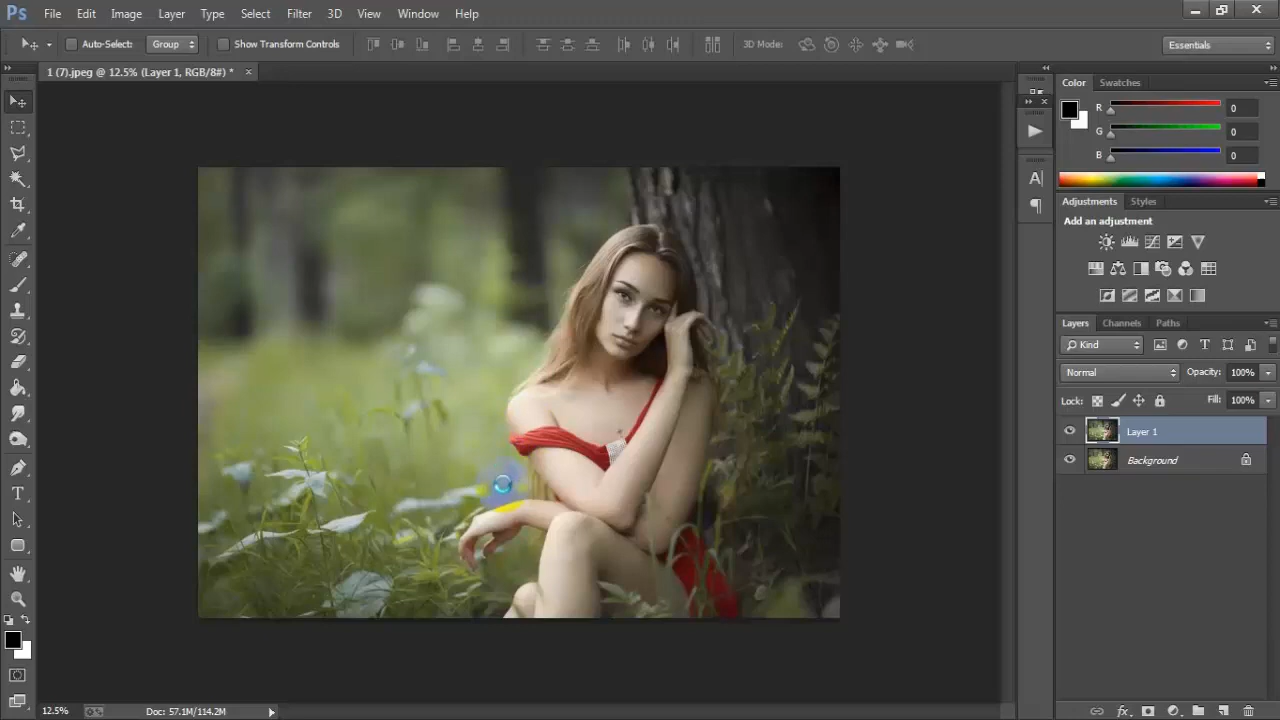 Ps File Edit Image Layer Type Select Filter 3D View Window Help
Auto-Select: Group Show Transform Controls 3D Mode: Essentials
1 (7).jpeg @ 12.5% (Layer 1, RGB/8#) * ×
Color Swatches
R 0
G 0
B 0
Adjustments Styles
Add an adjustment
Layers Channels Paths
Kind
Normal Opacity: 100%
Lock: Fill: 100%
Layer 1
Background
12.5% Doc: 57.1M/114.2M